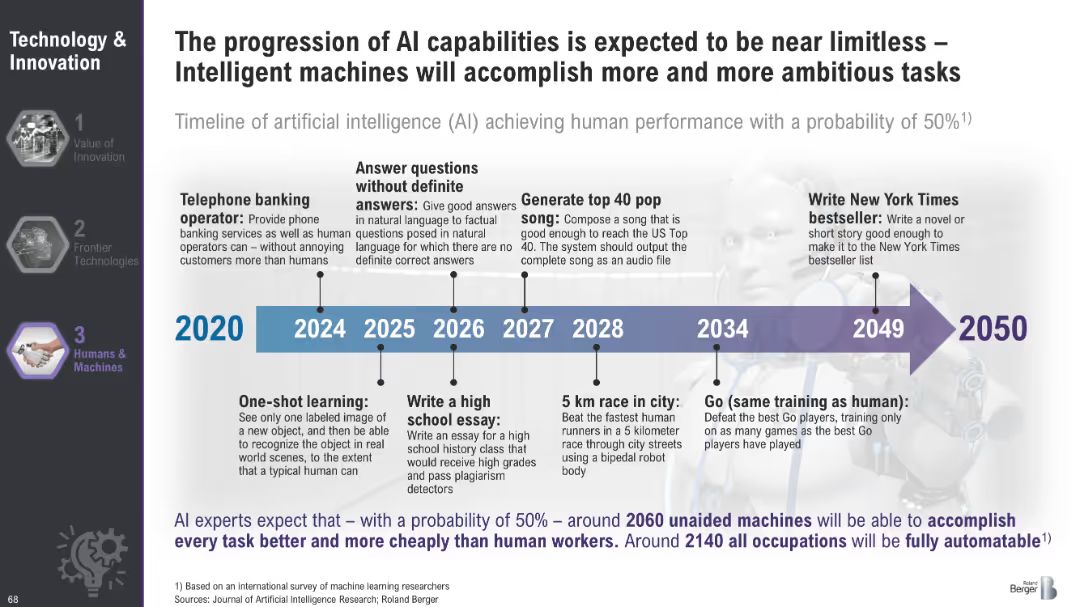 Technology &
Innovation
1
Value of
Innovation
2
Frontier
Technologies
3
Humans &
Machines
The progression of AI capabilities is expected to be near limitless –
Intelligent machines will accomplish more and more ambitious tasks
Timeline of artificial intelligence (AI) achieving human performance with a probability of 50%1)
Telephone banking
operator: Provide phone
banking services as well as human
operators can – without annoying
customers more than humans
Answer questions
without definite
answers: Give good answers
in natural language to factual
questions posed in natural
language for which there are no
definite correct answers
Generate top 40 pop
song: Compose a song that is
good enough to reach the US Top
40. The system should output the
complete song as an audio file
Write New York Times
bestseller: Write a novel or
short story good enough to
make it to the New York Times
bestseller list
2020 2024 2025 2026 2027 2028 2034 2049 2050
One-shot learning:
See only one labeled image of
a new object, and then be able
to recognize the object in real
world scenes, to the extent
that a typical human can
Write a high
school essay:
Write an essay for a high
school history class that
would receive high grades
and pass plagiarism
detectors
5 km race in city:
Beat the fastest human
runners in a 5 kilometer
race through city streets
using a bipedal robot
body
Go (same training as human):
Defeat the best Go players, training only
on as many games as the best Go
players have played
AI experts expect that – with a probability of 50% – around 2060 unaided machines will be able to accomplish
every task better and more cheaply than human workers. Around 2140 all occupations will be fully automatable1)
1) Based on an international survey of machine learning researchers
Sources: Journal of Artificial Intelligence Research; Roland Berger
68
Roland
Berger